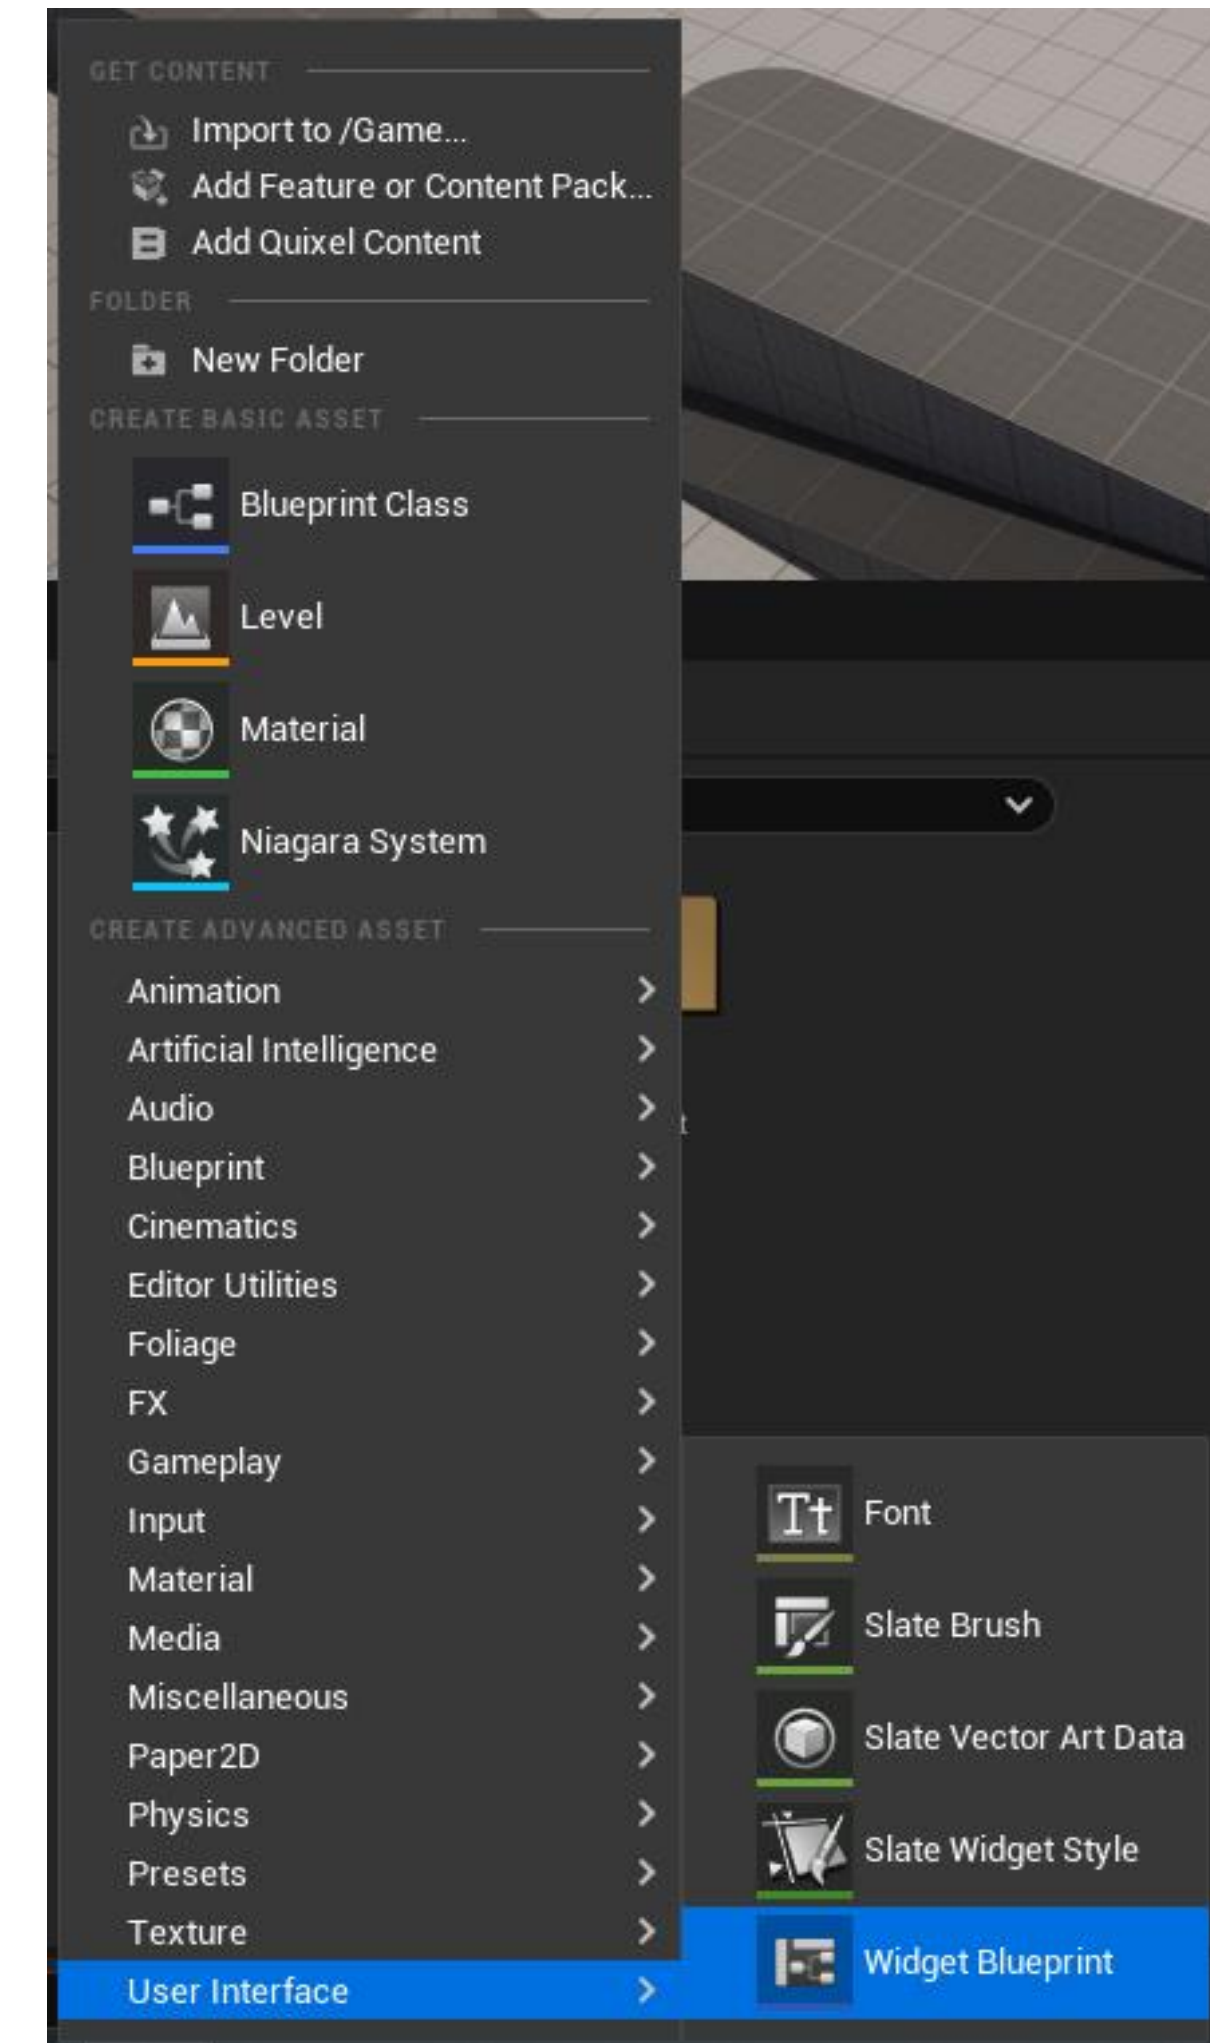 GET CONTENT
Import to /Game...
Add Feature or Content Pack...
Add Quixel Content
FOLDER
New Folder
CREATE BASIC ASSET
Blueprint Class
Level
Material
Niagara System
CREATE ADVANCED ASSET
Animation
Artificial Intelligence
Audio
Blueprint
Cinematics
Editor Utilities
Foliage
FX
Gameplay
Input
Material
Media
Miscellaneous
Paper2D
Physics
Presets
Texture
User Interface
Tt Font
Slate Brush
Slate Vector Art Data
Slate Widget Style
Widget Blueprint